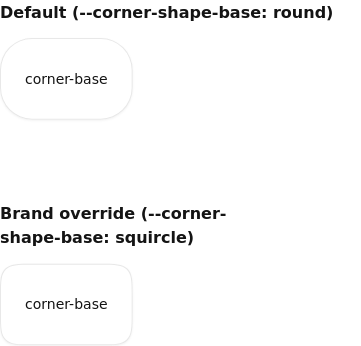 Default (--corner-shape-base: round)
corner-base
Brand override (--corner-
shape-base: squircle)
corner-base